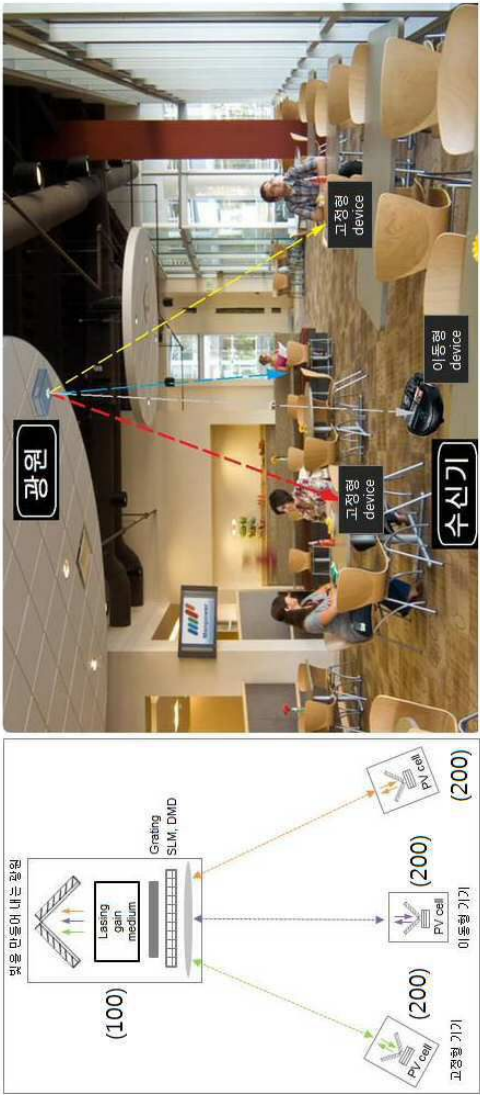 빛을 만들어 내는 광원
Lasing
gain
medium
(100)
Grating
SLM, DMD
(200)
(200)
(200)
PV cell
PV cell
PV cell
고정형 기기
이동형 기기
광원
Manpower
고정형
device
고정형
device
이동형
device
수신기